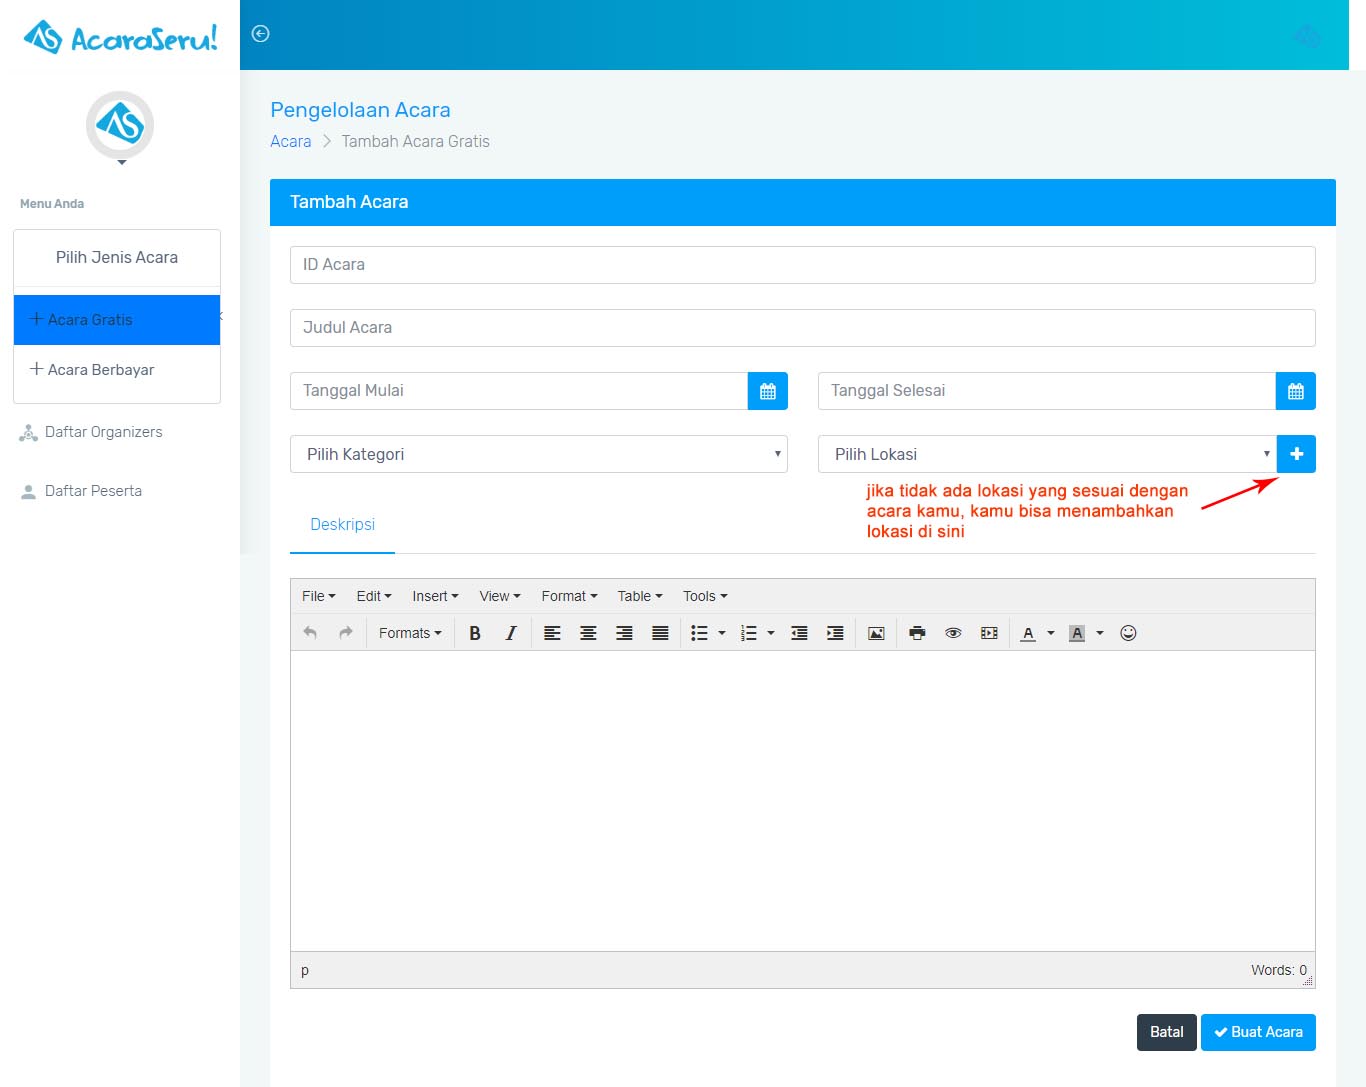 AcaraSeru!
Pengelolaan Acara
Acara > Tambah Acara Gratis
Menu Anda
Pilih Jenis Acara
+ Acara Gratis
+ Acara Berbayar
Daftar Organizers
Daftar Peserta
Tambah Acara
ID Acara
Judul Acara
Tanggal Mulai
Tanggal Selesai
Pilih Kategori
Pilih Lokasi
jika tidak ada lokasi yang sesuai dengan
acara kamu, kamu bisa menambahkan
lokasi di sini
Deskripsi
File Edit Insert View Format Table Tools
Formats B I A A
p
Words: 0
Batal
Buat Acara